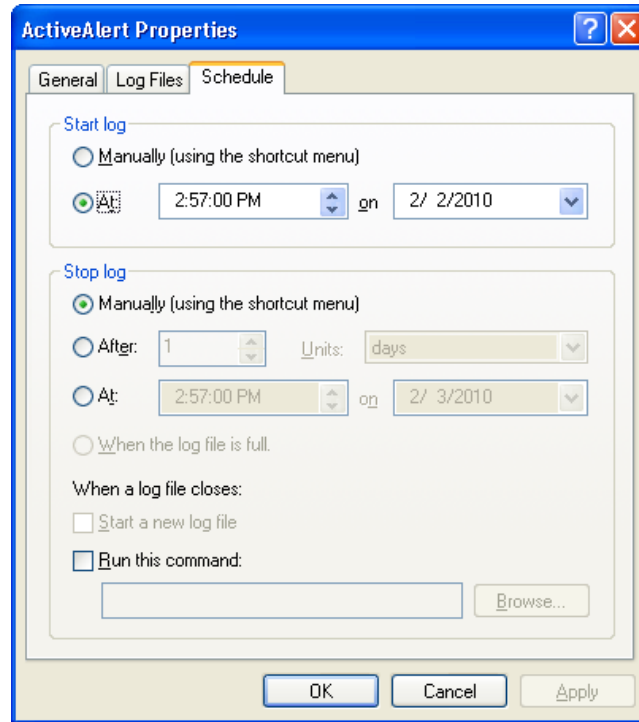 ActiveAlert Properties
General Log Files Schedule
Start log
Manually (using the shortcut menu)
At: 2:57:00 PM on 2/ 2/2010
Stop log
Manually (using the shortcut menu)
After: 1 Units: days
At: 2:57:00 PM on 2/ 3/2010
When the log file is full.
When a log file closes:
Start a new log file
Run this command:
Browse...
OK Cancel Apply